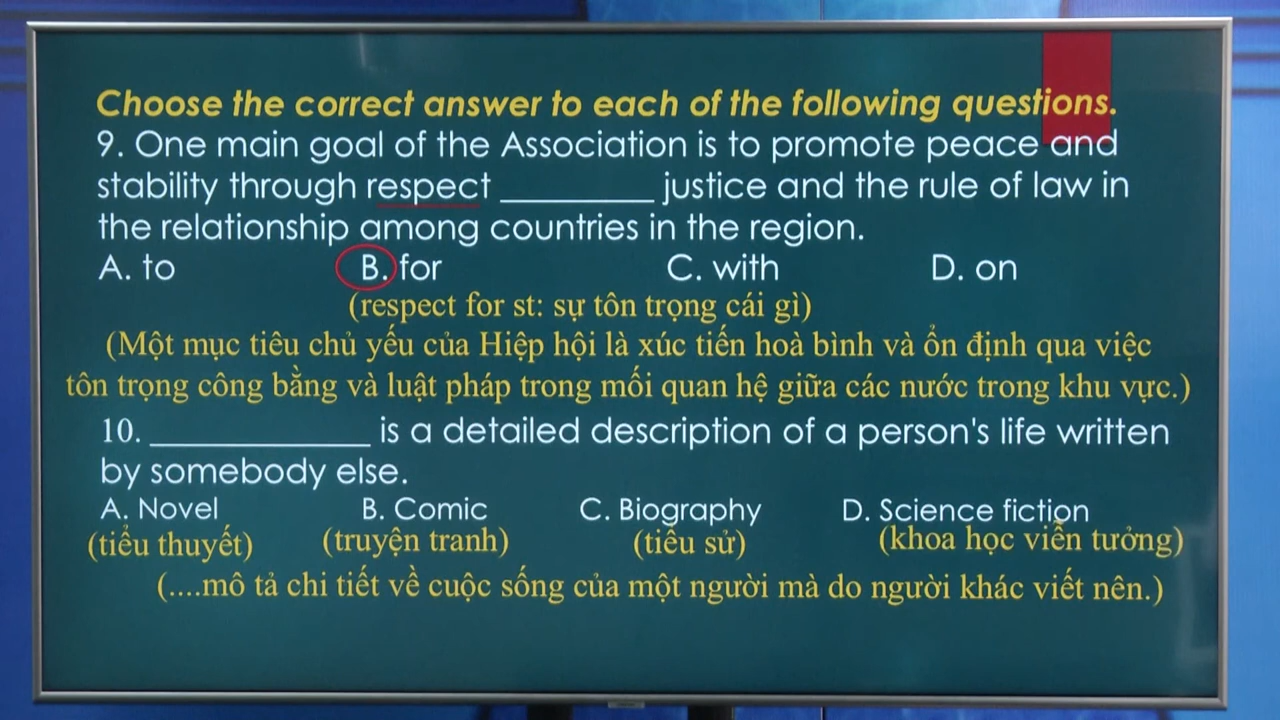 Choose the correct answer to each of the following questions.
9. One main goal of the Association is to promote peace and
stability through respect __________ justice and the rule of law in
the relationship among countries in the region.
A. to B. for C. with D. on
(respect for st: sự tôn trọng cái gì)
(Một mục tiêu chủ yếu của Hiệp hội là xúc tiến hoà bình và ổn định qua việc
tôn trọng công bằng và luật pháp trong mối quan hệ giữa các nước trong khu vực.)
10. ______________ is a detailed description of a person's life written
by somebody else.
A. Novel B. Comic C. Biography D. Science fiction
(tiểu thuyết) (truyện tranh) (tiểu sử) (khoa học viễn tưởng)
(....mô tả chi tiết về cuộc sống của một người mà do người khác viết nên.)